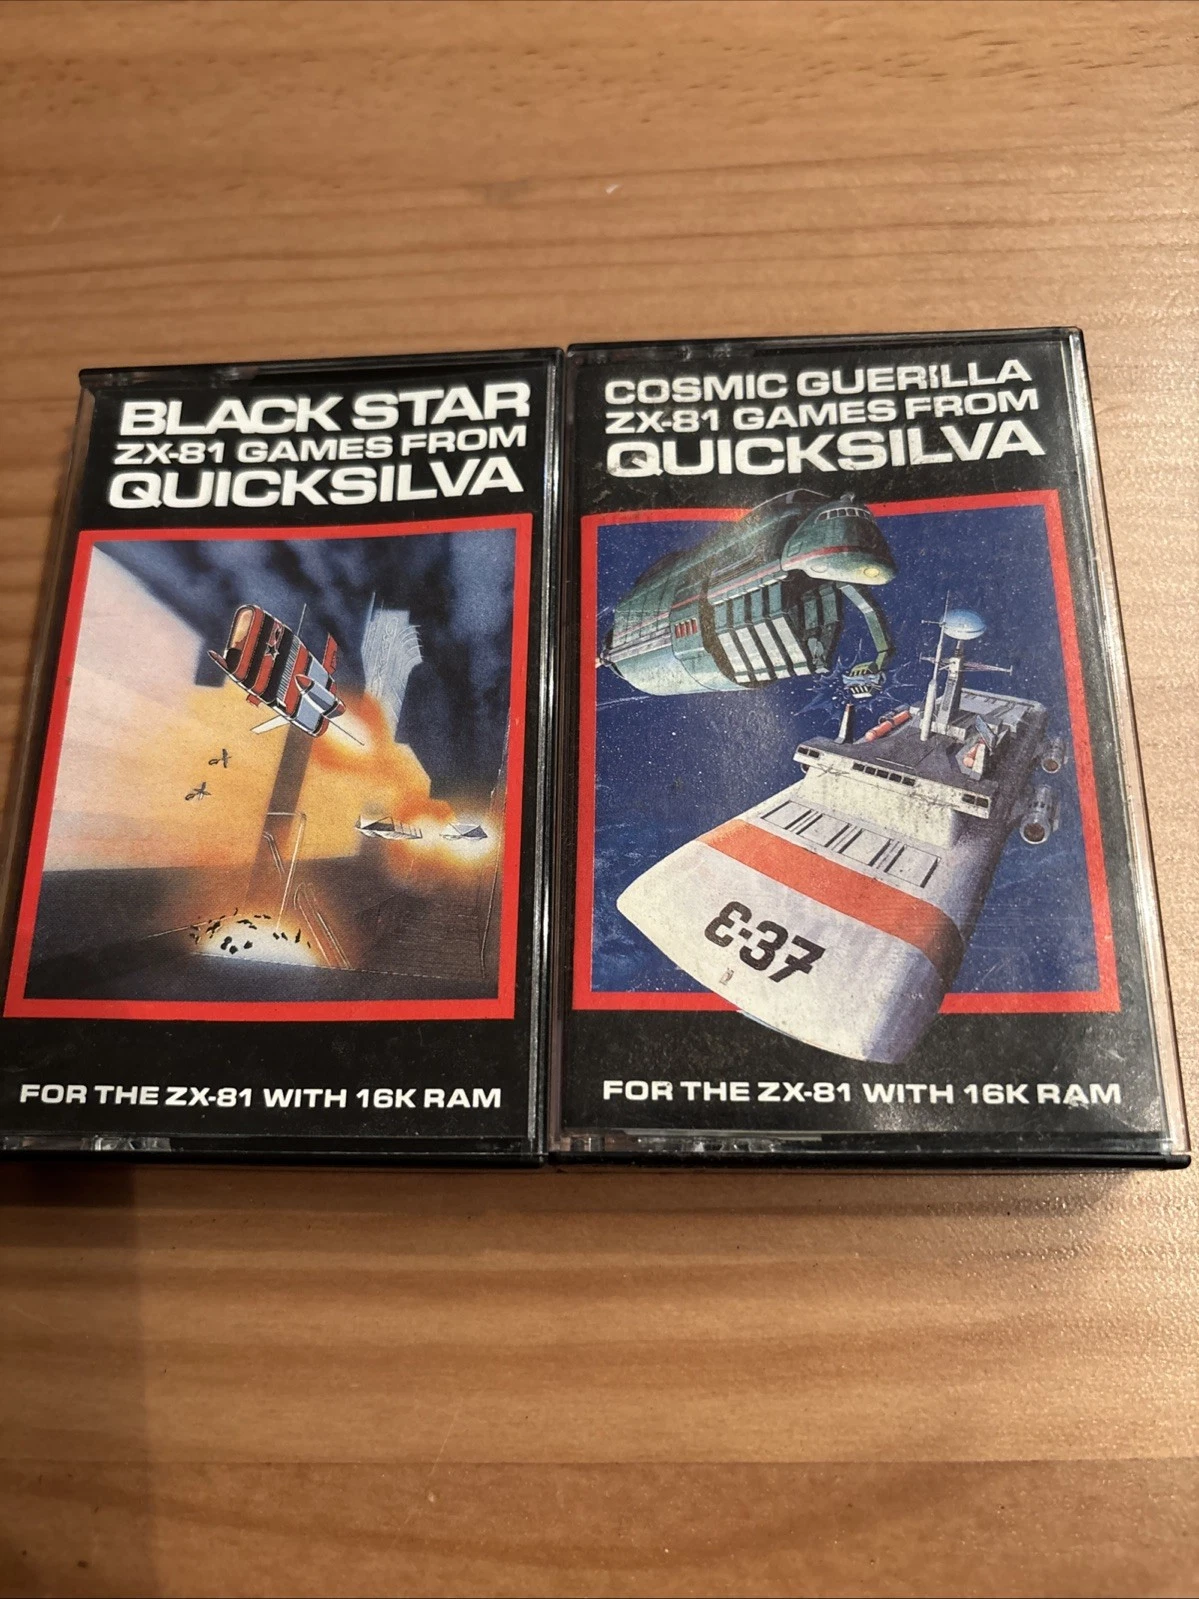 BLACK STAR
ZX-81 GAMES FROM
QUICKSILVA
FOR THE ZX-81 WITH 16K RAM
COSMIC GUERILLA
ZX-81 GAMES FROM
QUICKSILVA
E-37
FOR THE ZX-81 WITH 16K RAM